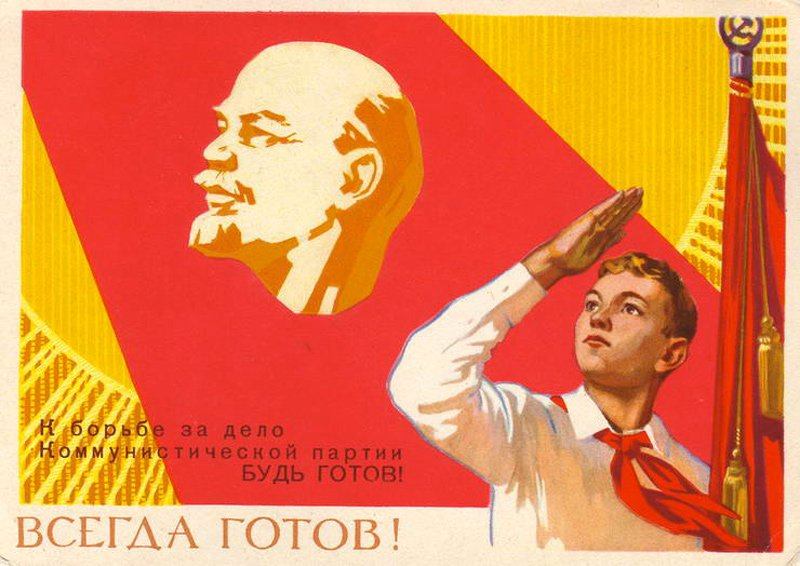 К борьбе за дело
Коммунистической партии
БУДЬ ГОТОВ!
ВСЕГДА ГОТОВ!